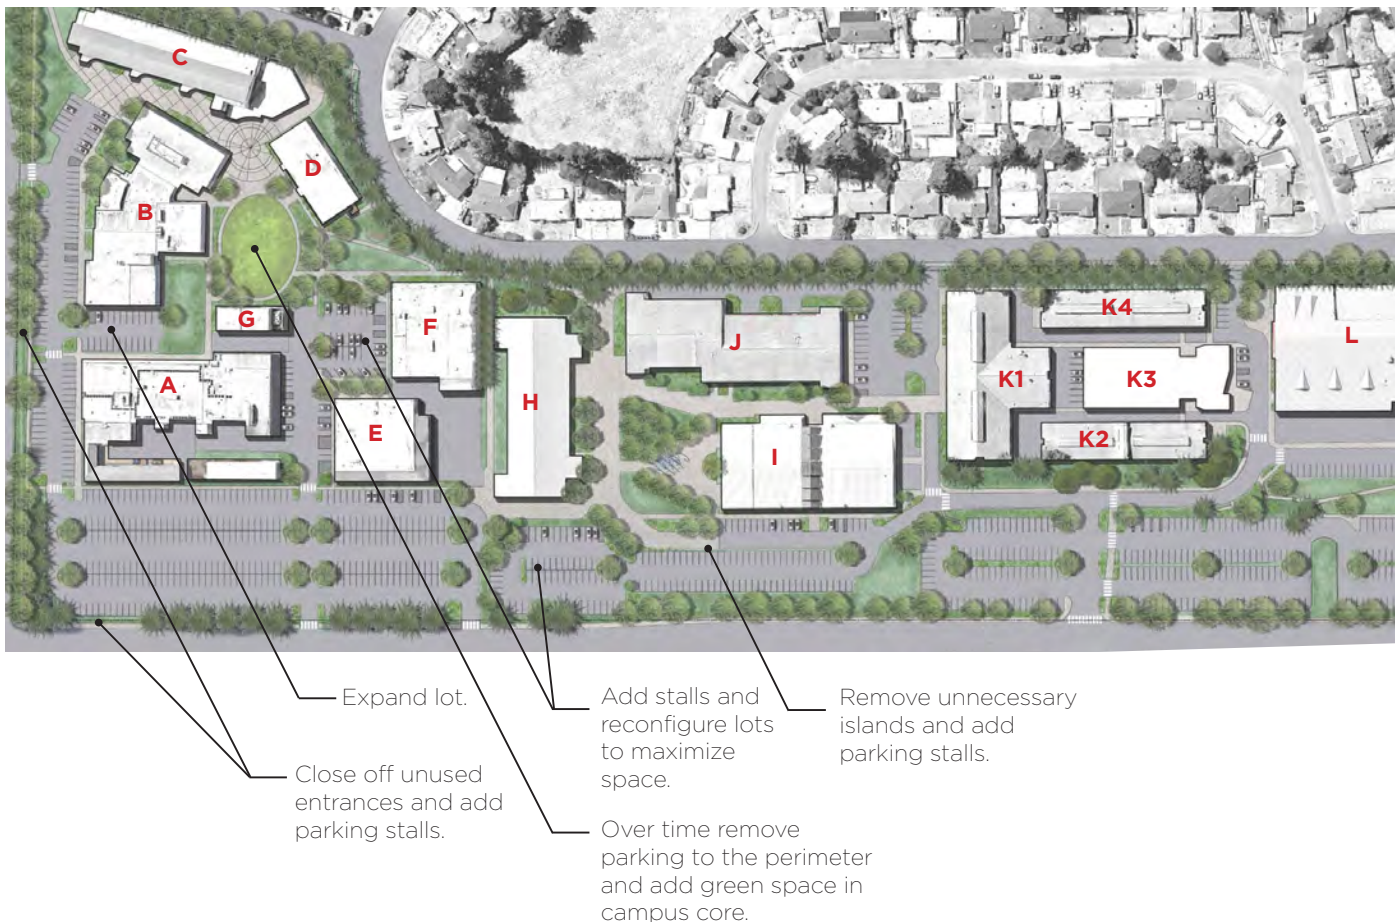 C
D
B
G
F
J
K4
L
A
K1
K3
H
E
I
K2
Expand lot.
Close off unused
entrances and add
parking stalls.
Add stalls and
reconfigure lots
to maximize
space.
Over time remove
parking to the perimeter
and add green space in
campus core.
Remove unnecessary
islands and add
parking stalls.